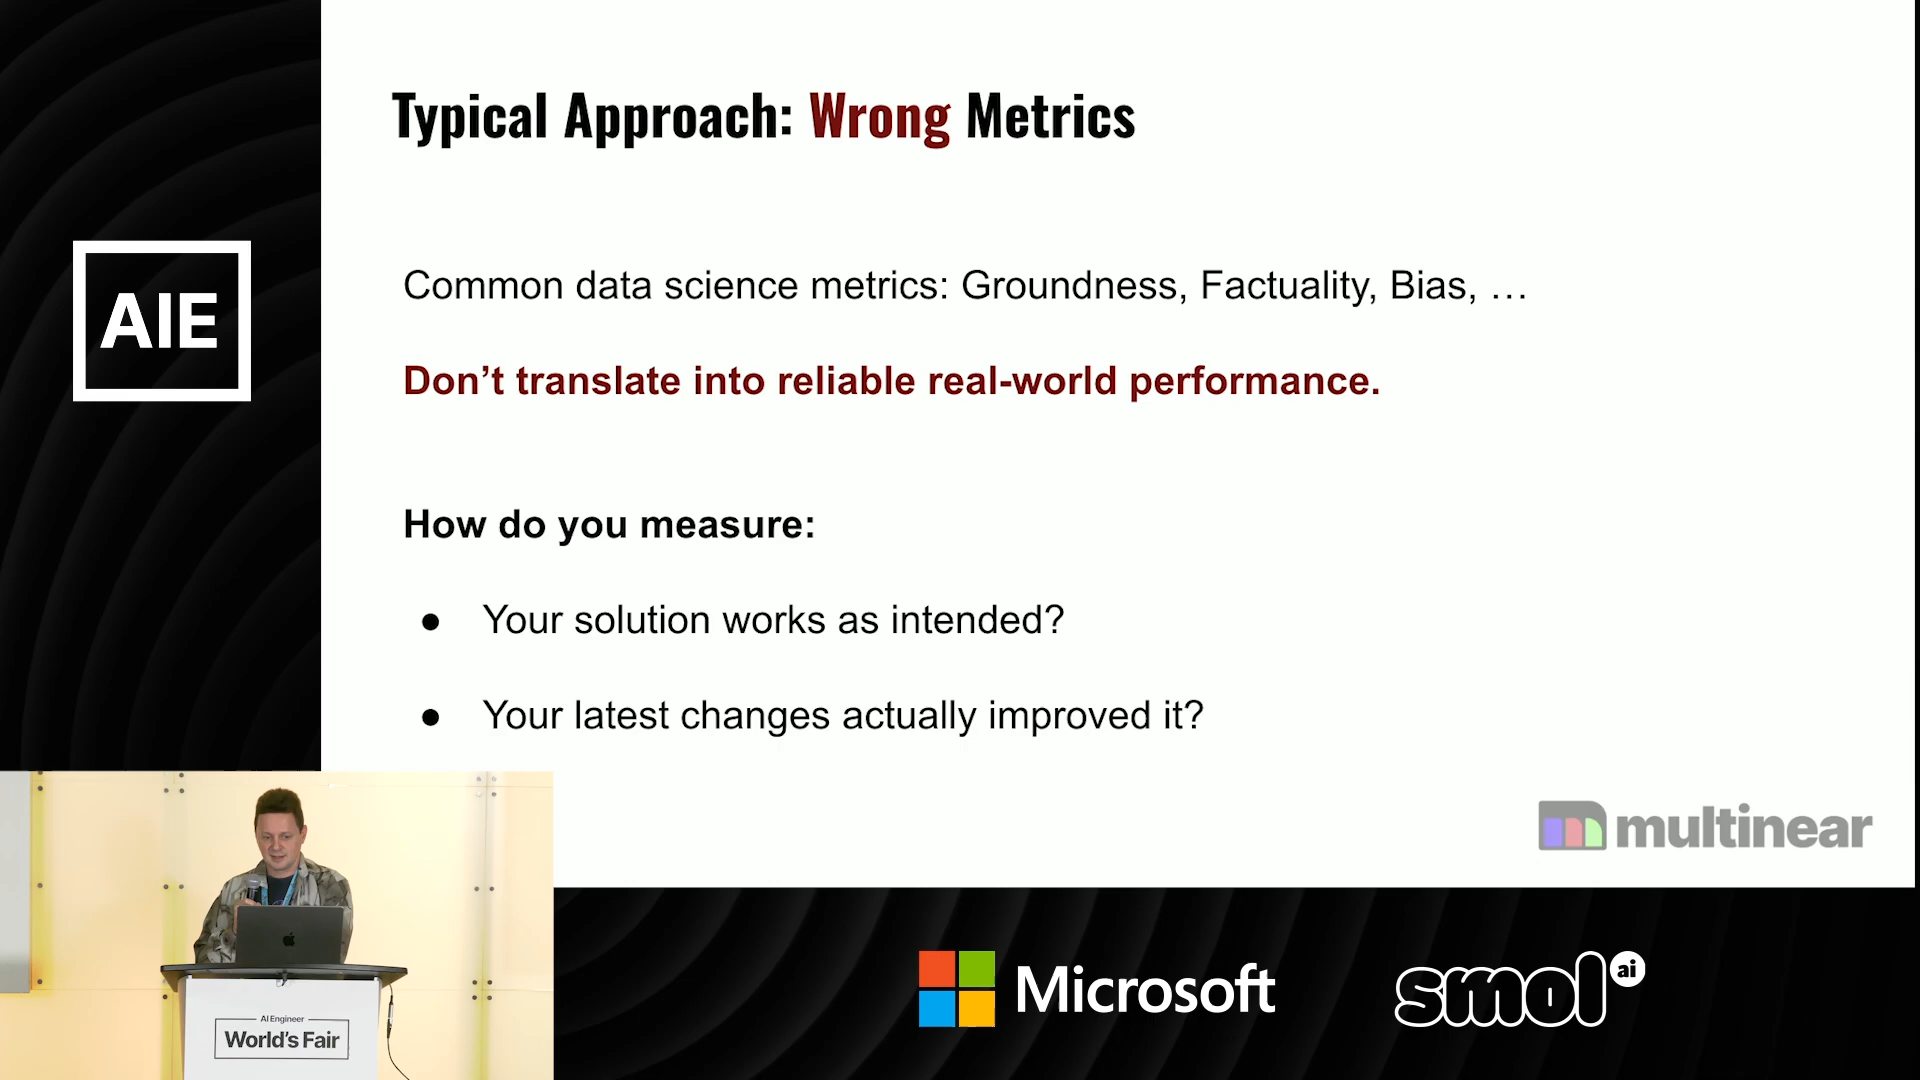 Typical Approach: Wrong Metrics
AIE
Common data science metrics: Groundness, Factuality, Bias, …
Don’t translate into reliable real-world performance.
How do you measure:
● Your solution works as intended?
● Your latest changes actually improved it?
multinear
AI Engineer
World's Fair
Microsoft
smol ai